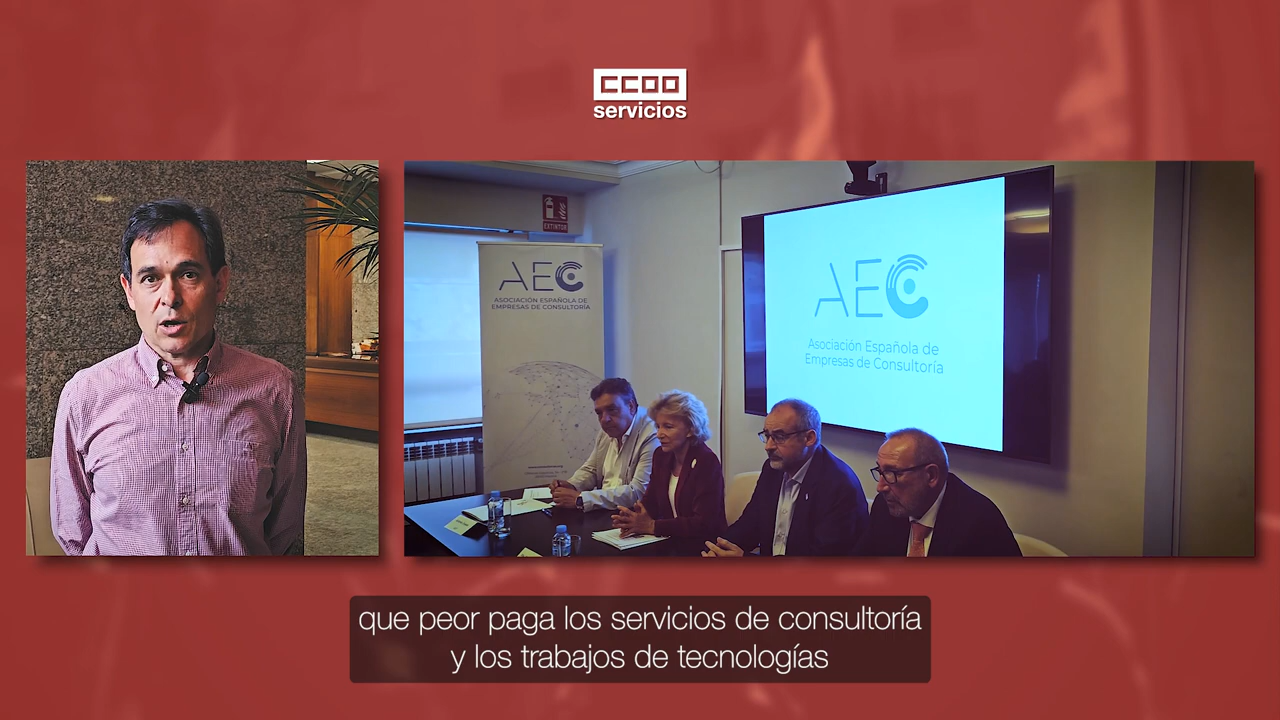 CCOO
servicios
EXTINTOR
AEC
ASOCIACIÓN ESPAÑOLA DE
EMPRESAS DE CONSULTORÍA
AEC
Asociación Española de
Empresas de Consultoría
que peor paga los servicios de consultoría
y los trabajos de tecnologías